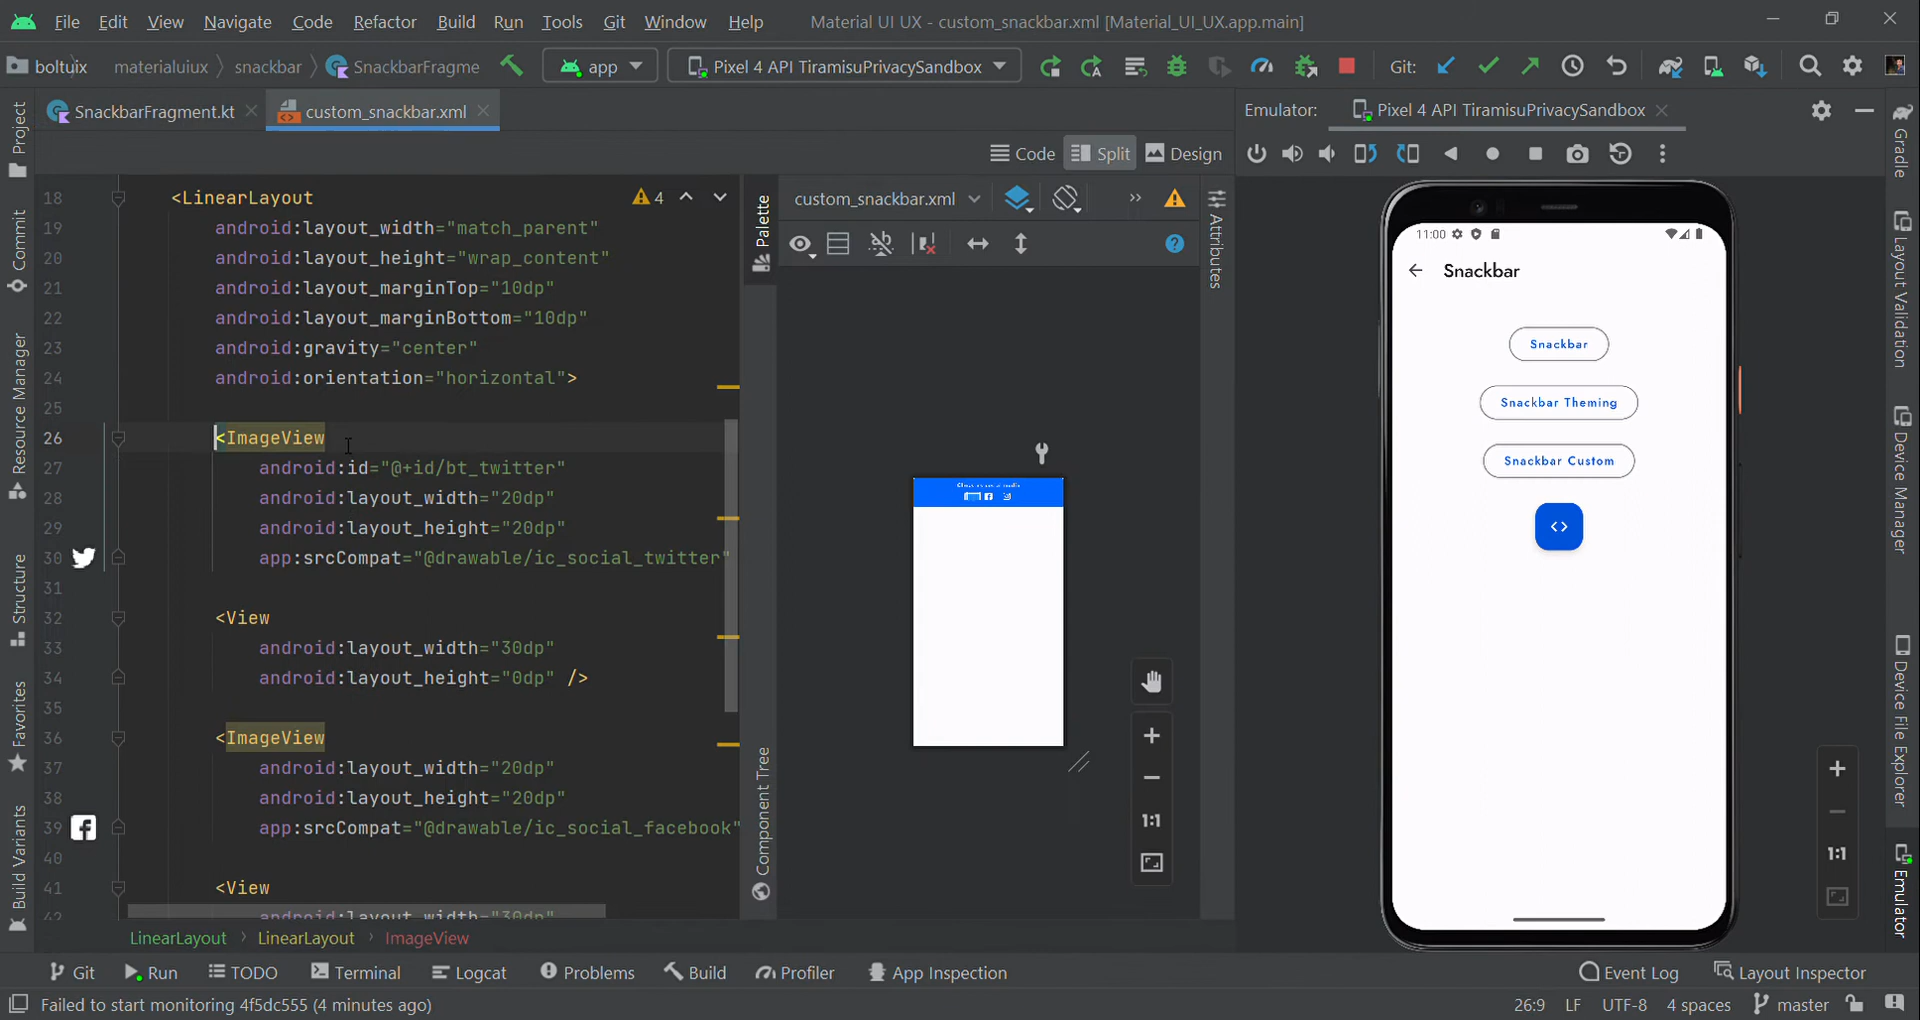 File Edit View Navigate Code Refactor Build Run Tools Git Window Help Material UI UX - custom_snackbar.xml [Material_UI_UX.app.main]
boltuix materialuiux snackbar SnackbarFragme app Pixel 4 API TiramisuPrivacySandbox Git:
SnackbarFragment.kt custom_snackbar.xml
Emulator: Pixel 4 API TiramisuPrivacySandbox
Code Split Design
Project
Commit
Resource Manager
Structure
Favorites
Build Variants
18 <LinearLayout
19 android:layout_width="match_parent"
20 android:layout_height="wrap_content"
21 android:layout_marginTop="10dp"
22 android:layout_marginBottom="10dp"
23 android:gravity="center"
24 android:orientation="horizontal">
25
26 <ImageView
27 android:id="@+id/bt_twitter"
28 android:layout_width="20dp"
29 android:layout_height="20dp"
30 app:srcCompat="@drawable/ic_social_twitter"
31
32 <View
33 android:layout_width="30dp"
34 android:layout_height="0dp" />
35
36 <ImageView
37 android:layout_width="20dp"
38 android:layout_height="20dp"
39 app:srcCompat="@drawable/ic_social_facebook"
40
41 <View
42 android:layout_width="30dp"
4
LinearLayout LinearLayout ImageView
Palette
Component Tree
custom_snackbar.xml
Attributes
1:1
11:00
Snackbar
Snackbar
Snackbar Theming
Snackbar Custom
<>
1:1
Gradle
Layout Validation
Device Manager
Device File Explorer
Emulator
Git Run TODO Terminal Logcat Problems Build Profiler App Inspection Event Log Layout Inspector
Failed to start monitoring 4f5dc555 (4 minutes ago) 26:9 LF UTF-8 4 spaces master